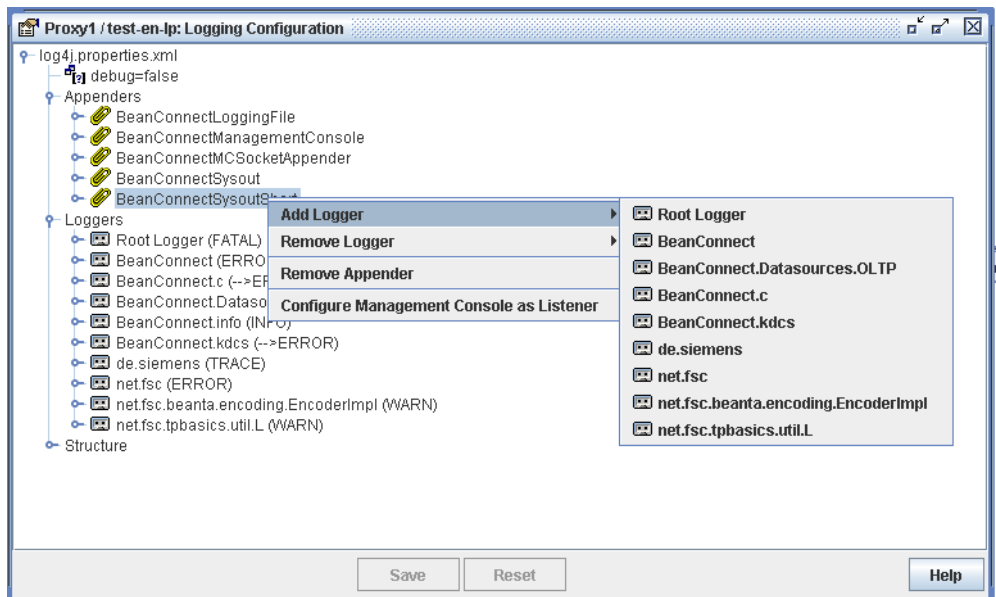 Proxy1 / test-en-lp: Logging Configuration
log4j.properties.xml
[?] debug=false
Appenders
BeanConnectLoggingFile
BeanConnectManagementConsole
BeanConnectMCSocketAppender
BeanConnectSysout
BeanConnectSysoutShort
Loggers
Root Logger (FATAL)
BeanConnect (ERRO
BeanConnect.c (-->EF
BeanConnect.Dataso
BeanConnect.info (INFO)
BeanConnect.kdcs (-->ERROR)
de.siemens (TRACE)
net.fsc (ERROR)
net.fsc.beanta.encoding.EncoderImpl (WARN)
net.fsc.tpbasics.util.L (WARN)
Structure
Add Logger
Remove Logger
Remove Appender
Configure Management Console as Listener
Root Logger
BeanConnect
BeanConnect.Datasources.OLTP
BeanConnect.c
BeanConnect.kdcs
de.siemens
net.fsc
net.fsc.beanta.encoding.EncoderImpl
net.fsc.tpbasics.util.L
Save
Reset
Help